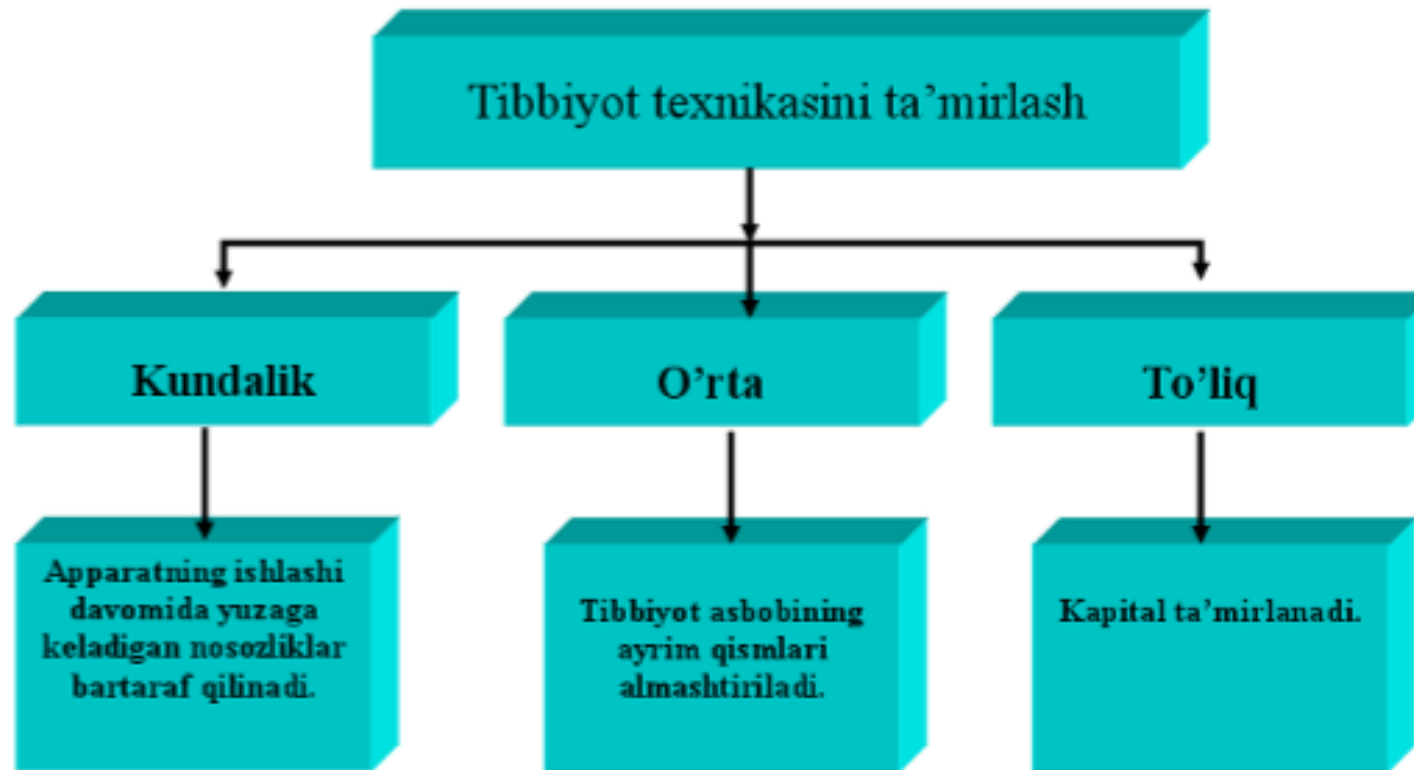 Tibbiyot texnikasini ta’mirlash
Kundalik
O’rta
To’liq
Apparatning ishlashi
davomida yuzaga
keladigan nosozliklar
bartaraf qilinadi.
Tibbiyot asbobining
ayrim qismlari
almashtiriladi.
Kapital ta’mirlanadi.